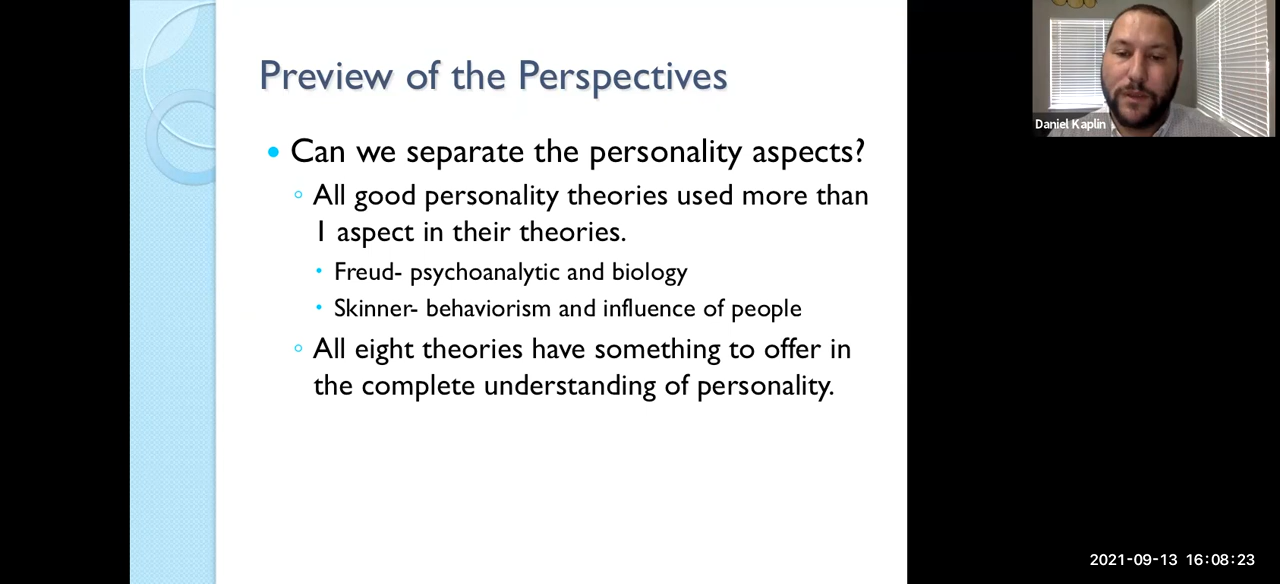 Preview of the Perspectives
Can we separate the personality aspects?
All good personality theories used more than
1 aspect in their theories.
Freud- psychoanalytic and biology
Skinner- behaviorism and influence of people
All eight theories have something to offer in
the complete understanding of personality.
Daniel Kaplin
2021-09-13 16:08:23